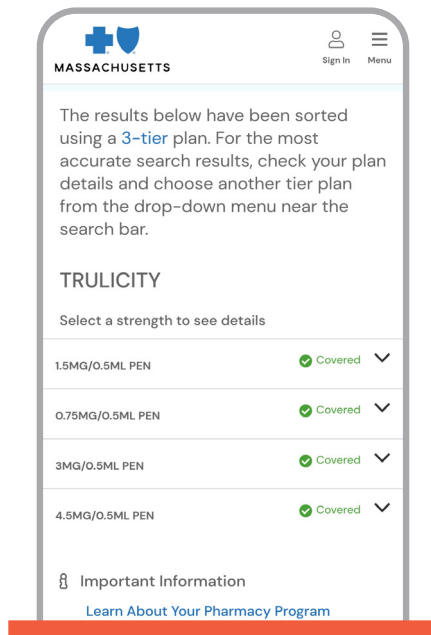 MASSACHUSETTS
Sign In
Menu
The results below have been sorted
using a 3-tier plan. For the most
accurate search results, check your plan
details and choose another tier plan
from the drop-down menu near the
search bar.
TRULICITY
Select a strength to see details
1.5MG/0.5ML PEN Covered
0.75MG/0.5ML PEN Covered
3MG/0.5ML PEN Covered
4.5MG/0.5ML PEN Covered
Important Information
Learn About Your Pharmacy Program